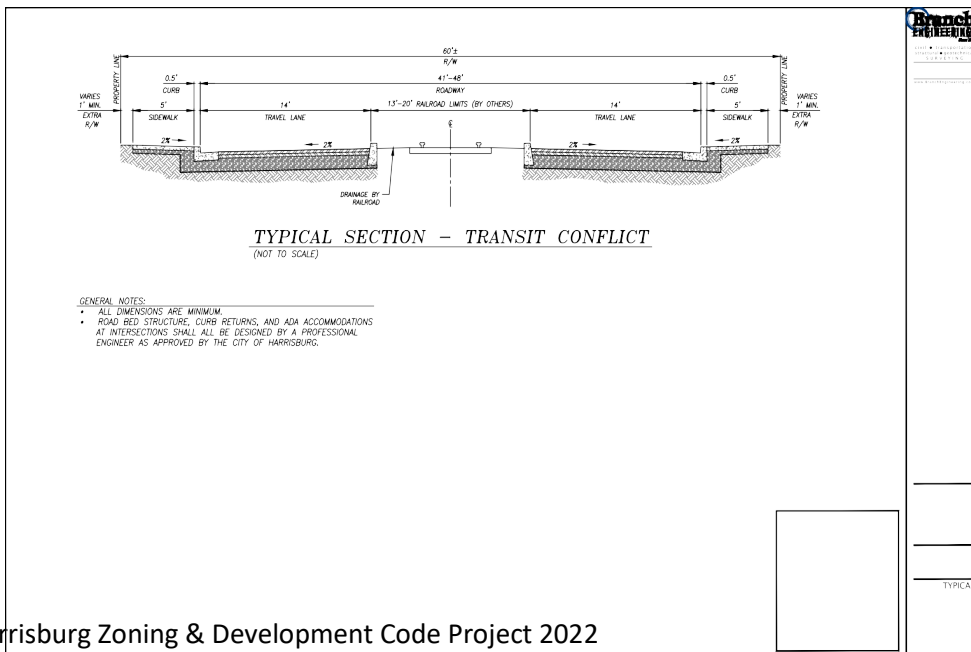 60'±
R/W
PROPERTY LINE
0.5'
CURB
41'-48'
ROADWAY
0.5'
CURB
PROPERTY LINE
VARIES
1' MIN.
EXTRA
R/W
5'
SIDEWALK
14'
TRAVEL LANE
13'-20' RAILROAD LIMITS (BY OTHERS)
14'
TRAVEL LANE
5'
SIDEWALK
VARIES
1' MIN.
EXTRA
R/W
2%
2%
2%
2%
DRAINAGE BY
RAILROAD
TYPICAL SECTION - TRANSIT CONFLICT
(NOT TO SCALE)
GENERAL NOTES:
• ALL DIMENSIONS ARE MINIMUM.
• ROAD BED STRUCTURE, CURB RETURNS, AND ADA ACCOMMODATIONS
AT INTERSECTIONS SHALL ALL BE DESIGNED BY A PROFESSIONAL
ENGINEER AS APPROVED BY THE CITY OF HARRISBURG.
Branch
ENGINEERING
SURVEYING
TYPICA
rrisburg Zoning & Development Code Project 2022